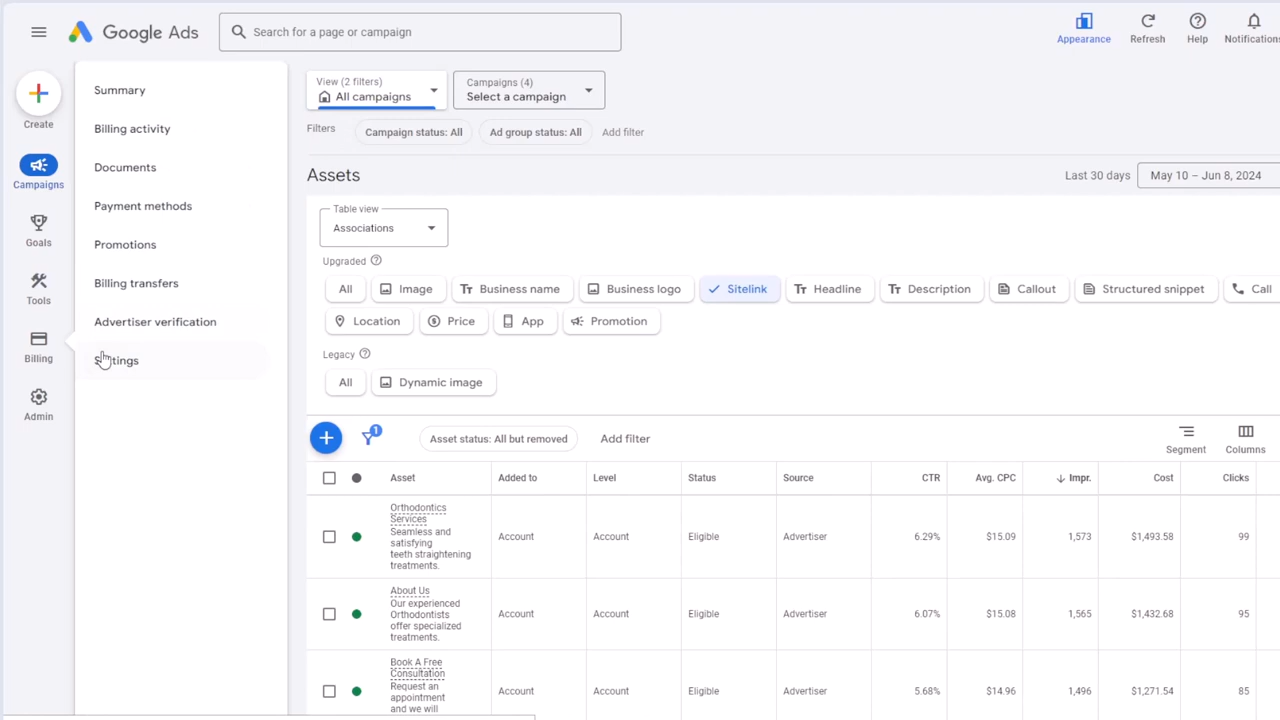 Google Ads
Search for a page or campaign
Appearance
Refresh
Help
Notifications
Create
Campaigns
Goals
Tools
Billing
Admin
Summary
Billing activity
Documents
Payment methods
Promotions
Billing transfers
Advertiser verification
View (2 filters)
All campaigns
Campaigns (4)
Select a campaign
Filters
Campaign status: All
Ad group status: All
Add filter
Assets
Last 30 days
May 10 – Jun 8, 2024
Table view
Associations
Upgraded
All
Image
Business name
Business logo
Sitelink
Headline
Description
Callout
Structured snippet
Call
Location
Price
App
Promotion
Legacy
All
Dynamic image
1
Asset status: All but removed
Add filter
Segment
Columns
Asset Added to Level Status Source CTR Avg. CPC Impr. Cost Clicks
Orthodontics
Services
Seamless and
satisfying
teeth straightening
treatments.
Account Account Eligible Advertiser 6.29% $15.09 1,573 $1,493.58 99
About Us
Our experienced
Orthodontists
offer specialized
treatments.
Account Account Eligible Advertiser 6.07% $15.08 1,565 $1,432.68 95
Book A Free
Consultation
Request an
appointment
and we will
Account Account Eligible Advertiser 5.68% $14.96 1,496 $1,271.54 85